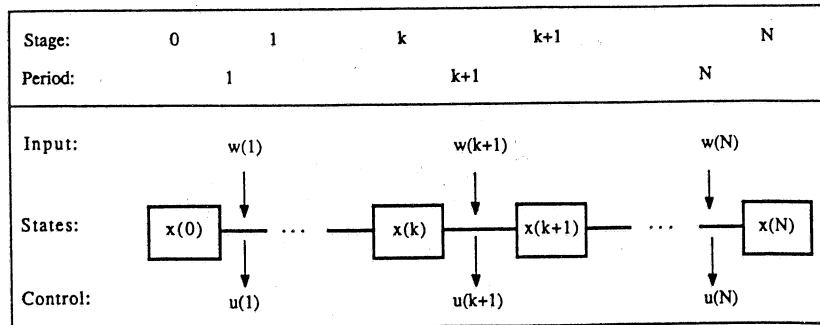 Stage: 0 1 k k+1 N
Period: 1 k+1 N
Input: w(1) w(k+1) w(N)
States: x(0) ... x(k) x(k+1) ... x(N)
Control: u(1) u(k+1) u(N)